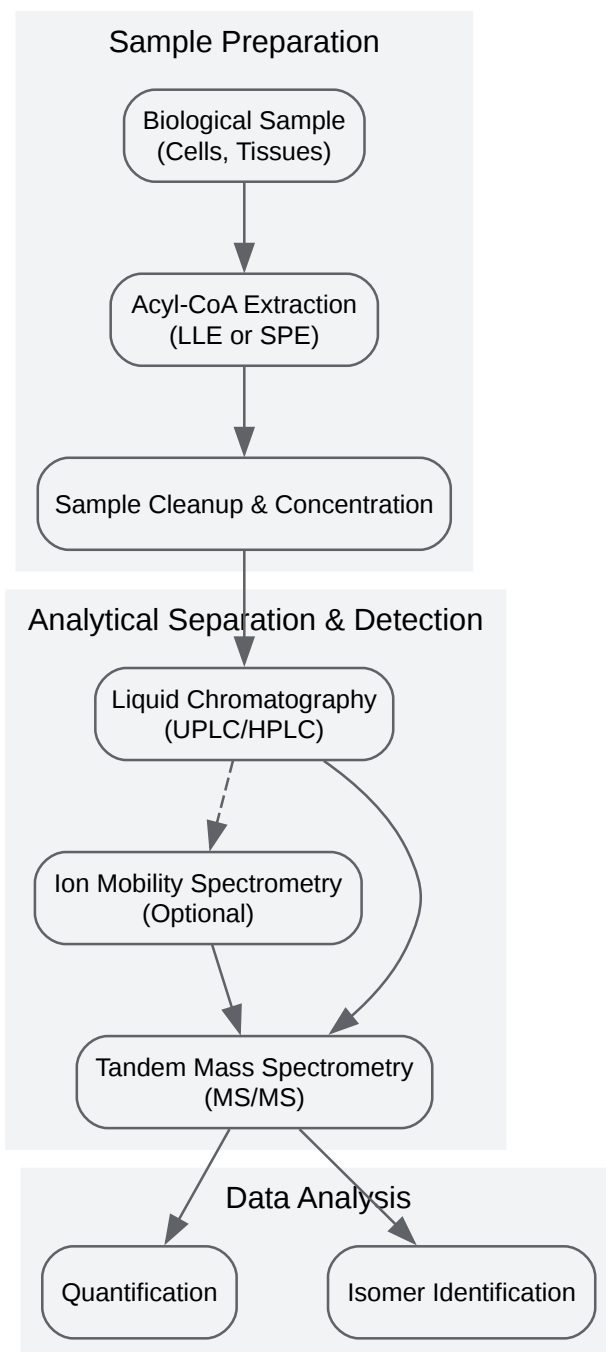 Sample Preparation
Biological Sample
(Cells, Tissues)
Acyl-CoA Extraction
(LLE or SPE)
Sample Cleanup & Concentration
Analytical Separation & Detection
Liquid Chromatography
(UPLC/HPLC)
Ion Mobility Spectrometry
(Optional)
Tandem Mass Spectrometry
(MS/MS)
Data Analysis
Quantification
Isomer Identification